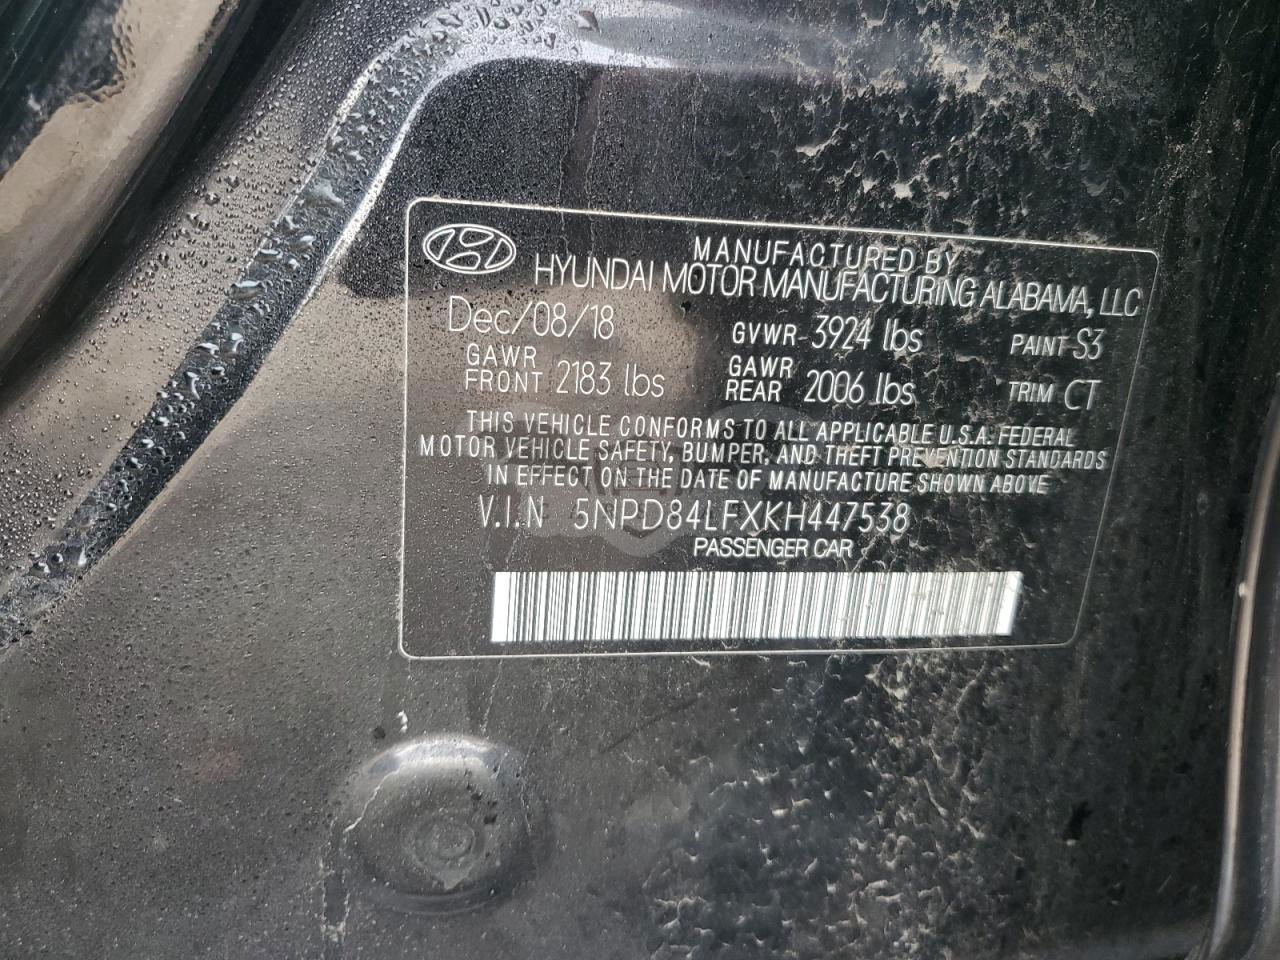 MANUFACTURED BY
HYUNDAI MOTOR MANUFACTURING ALABAMA, LLC
Dec/08/18 GVWR 3924 lbs PAINT S3
GAWR FRONT 2183 lbs GAWR REAR 2006 lbs TRIM CT
THIS VEHICLE CONFORMS TO ALL APPLICABLE U.S.A. FEDERAL
MOTOR VEHICLE SAFETY, BUMPER, AND THEFT PREVENTION STANDARDS
IN EFFECT ON THE DATE OF MANUFACTURE SHOWN ABOVE
V.I.N 5NPD84LFXKH447538
PASSENGER CAR